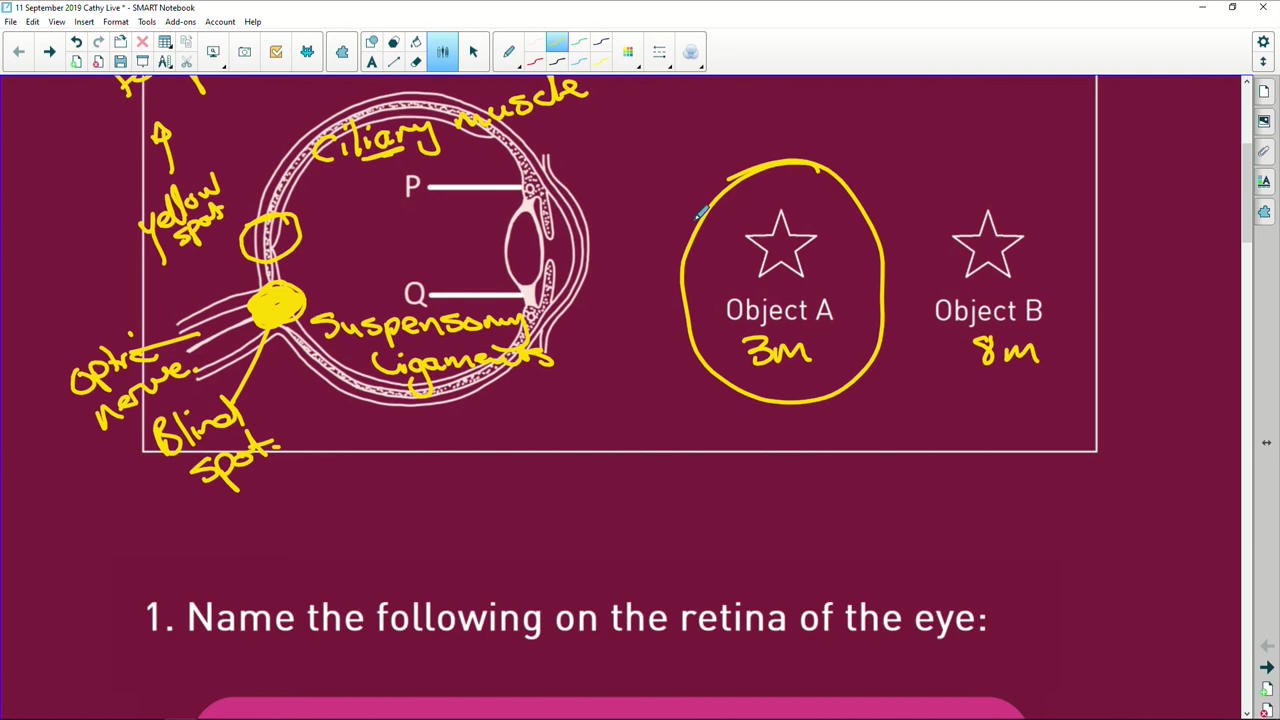 11 September 2019 Cathy Live * - SMART Notebook
File Edit View Insert Format Tools Add-ons Account Help
ciliary muscle
P
yellow
spot
Q
Suspensory
Ligaments
Object A
Object B
3m
8m
optic
nerve.
Blind
spot.
1. Name the following on the retina of the eye: